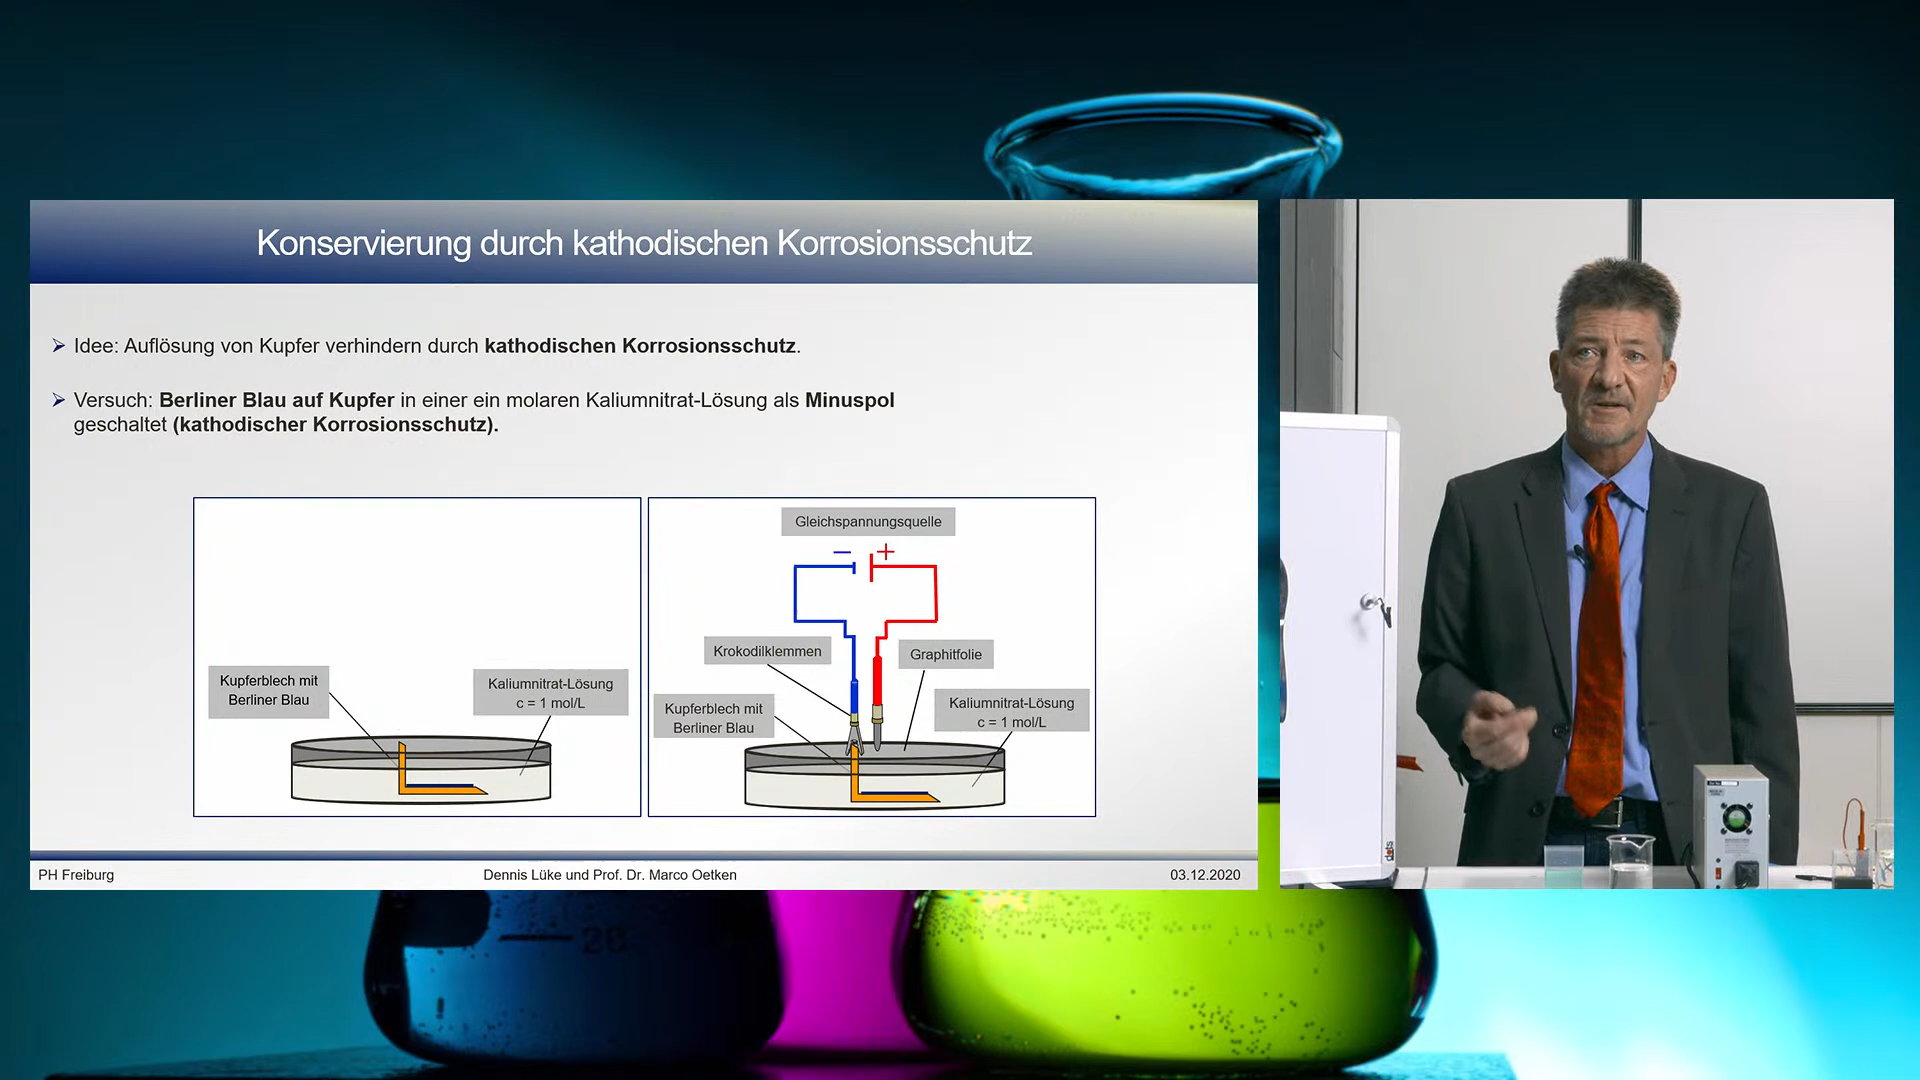 Konservierung durch kathodischen Korrosionsschutz
Idee: Auflösung von Kupfer verhindern durch kathodischen Korrosionsschutz.
Versuch: Berliner Blau auf Kupfer in einer ein molaren Kaliumnitrat-Lösung als Minuspol
geschaltet (kathodischer Korrosionsschutz).
Kupferblech mit
Berliner Blau
Kaliumnitrat-Lösung
c = 1 mol/L
Gleichspannungsquelle
− +
Krokodilklemmen
Graphitfolie
Kupferblech mit
Berliner Blau
Kaliumnitrat-Lösung
c = 1 mol/L
PH Freiburg
Dennis Lüke und Prof. Dr. Marco Oetken
03.12.2020
20